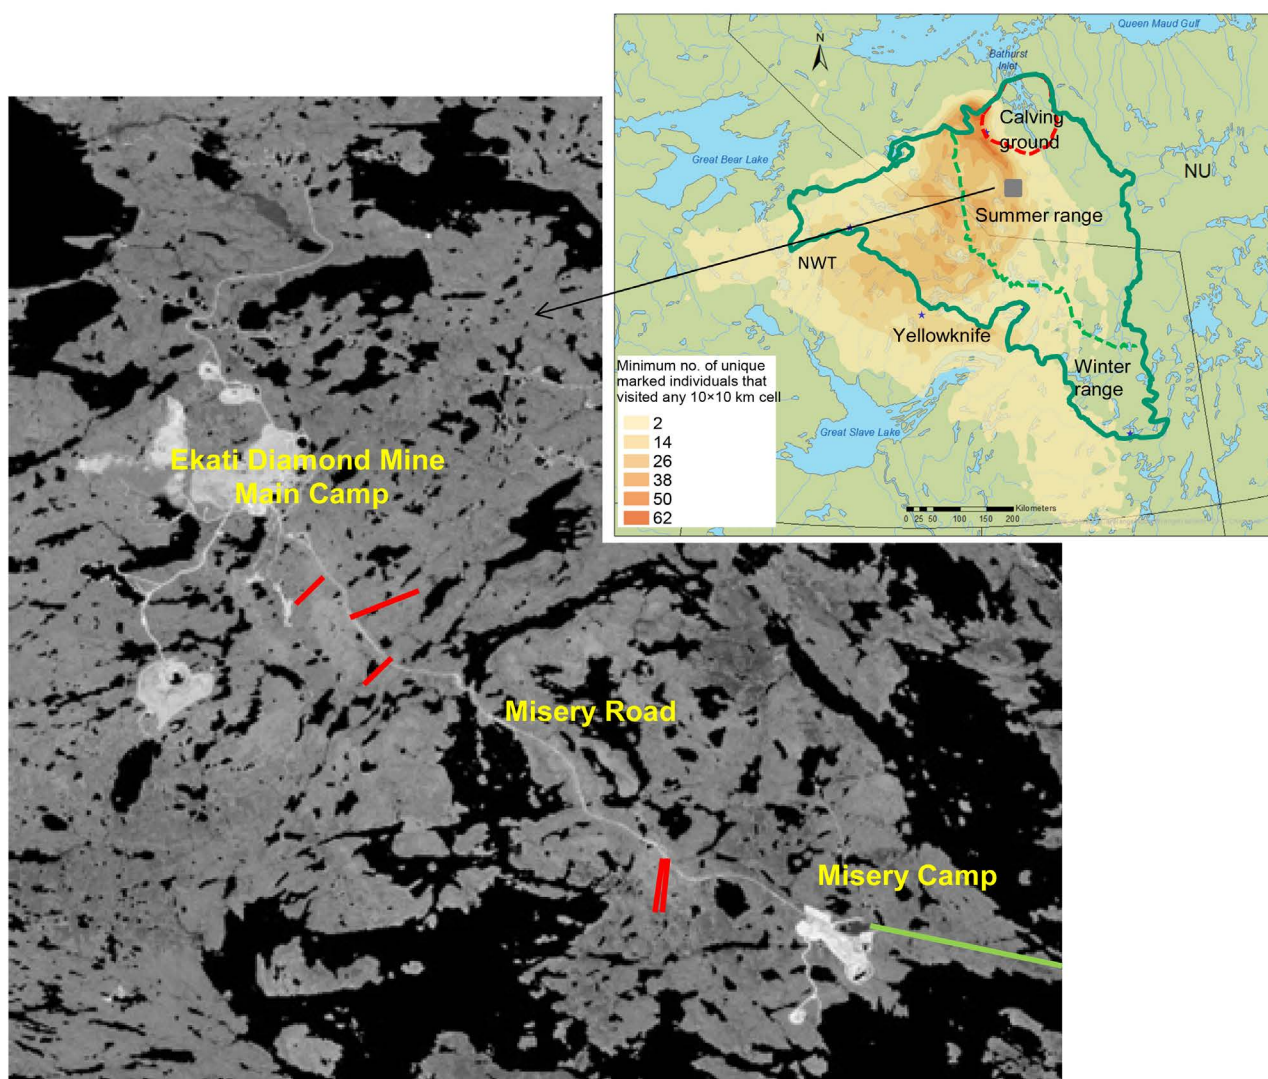 Queen Maud Gulf
N
Bathurst
Inlet
Calving
ground
Great Bear Lake
NU
Summer range
NWT
Yellowknife
Winter
range
Great Slave Lake
Minimum no. of unique
marked individuals that
visited any 10×10 km cell
2
14
26
38
50
62
Kilometers
0 25 50 100 150 200
Ekati Diamond Mine
Main Camp
Misery Road
Misery Camp